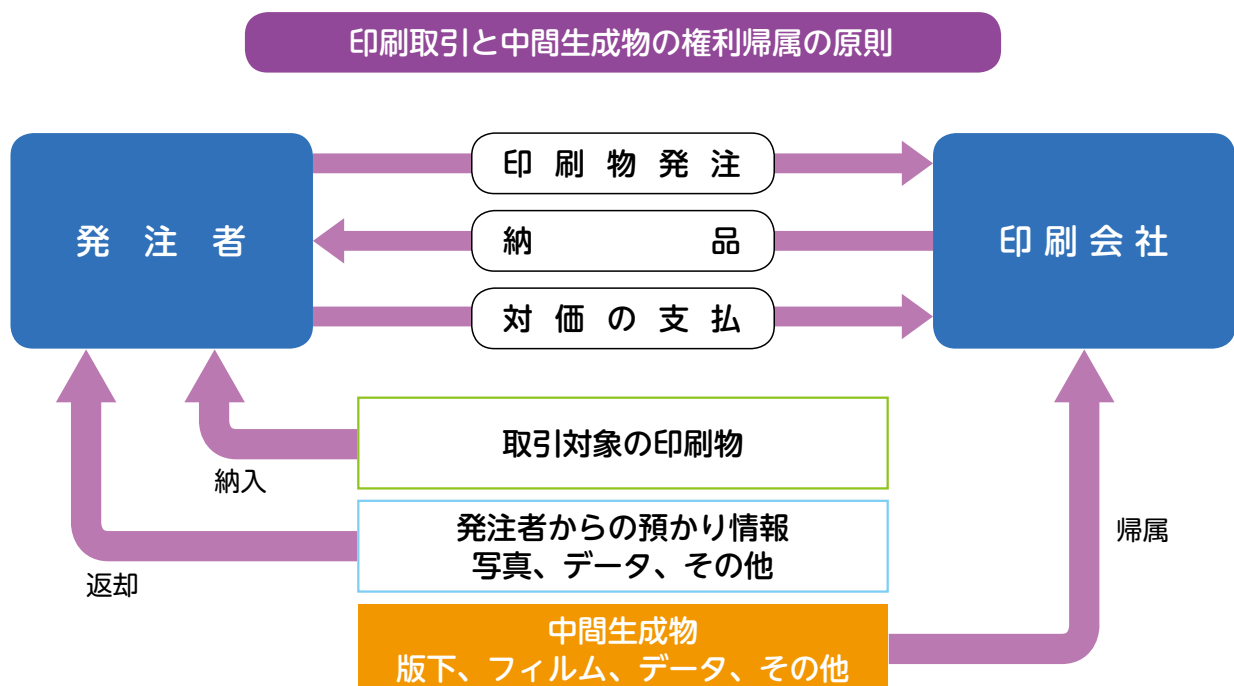 印刷取引と中間生成物の権利帰属の原則
印刷物発注
発注者
納品
印刷会社
対価の支払
取引対象の印刷物
納入
発注者からの預かり情報
写真、データ、その他
帰属
返却
中間生成物
版下、フィルム、データ、その他